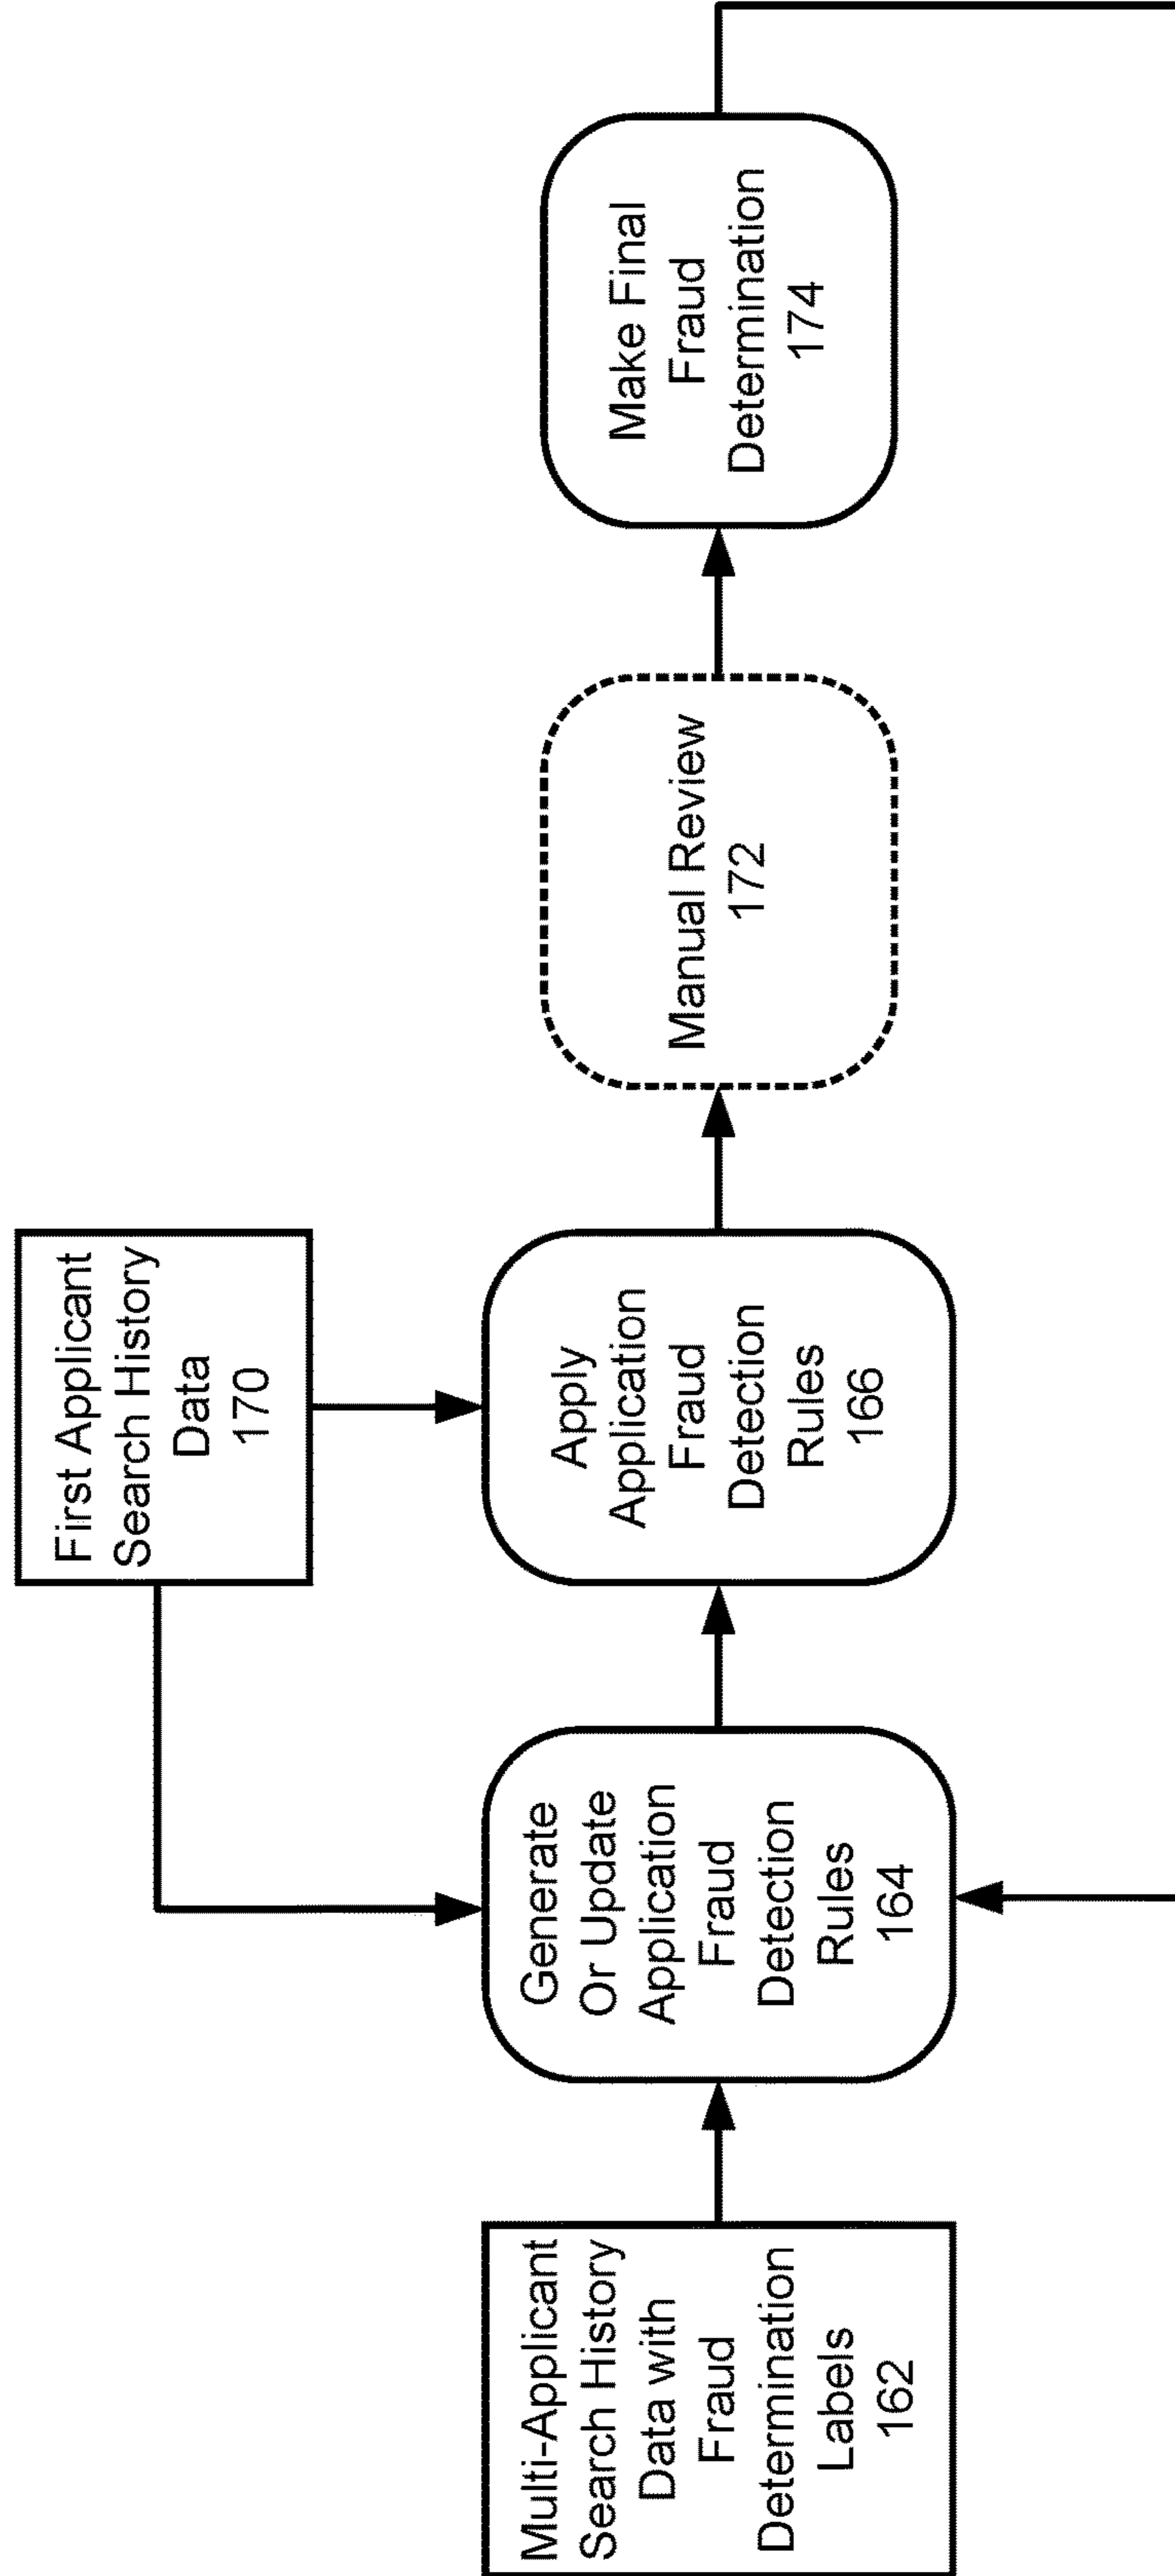 First Applicant
Search History
Data
170
Multi-Applicant
Search History
Data with
Fraud
Determination
Labels
162
Generate
Or Update
Application
Fraud
Detection
Rules
164
Apply
Application
Fraud
Detection
Rules
166
Manual Review
172
Make Final
Fraud
Determination
174